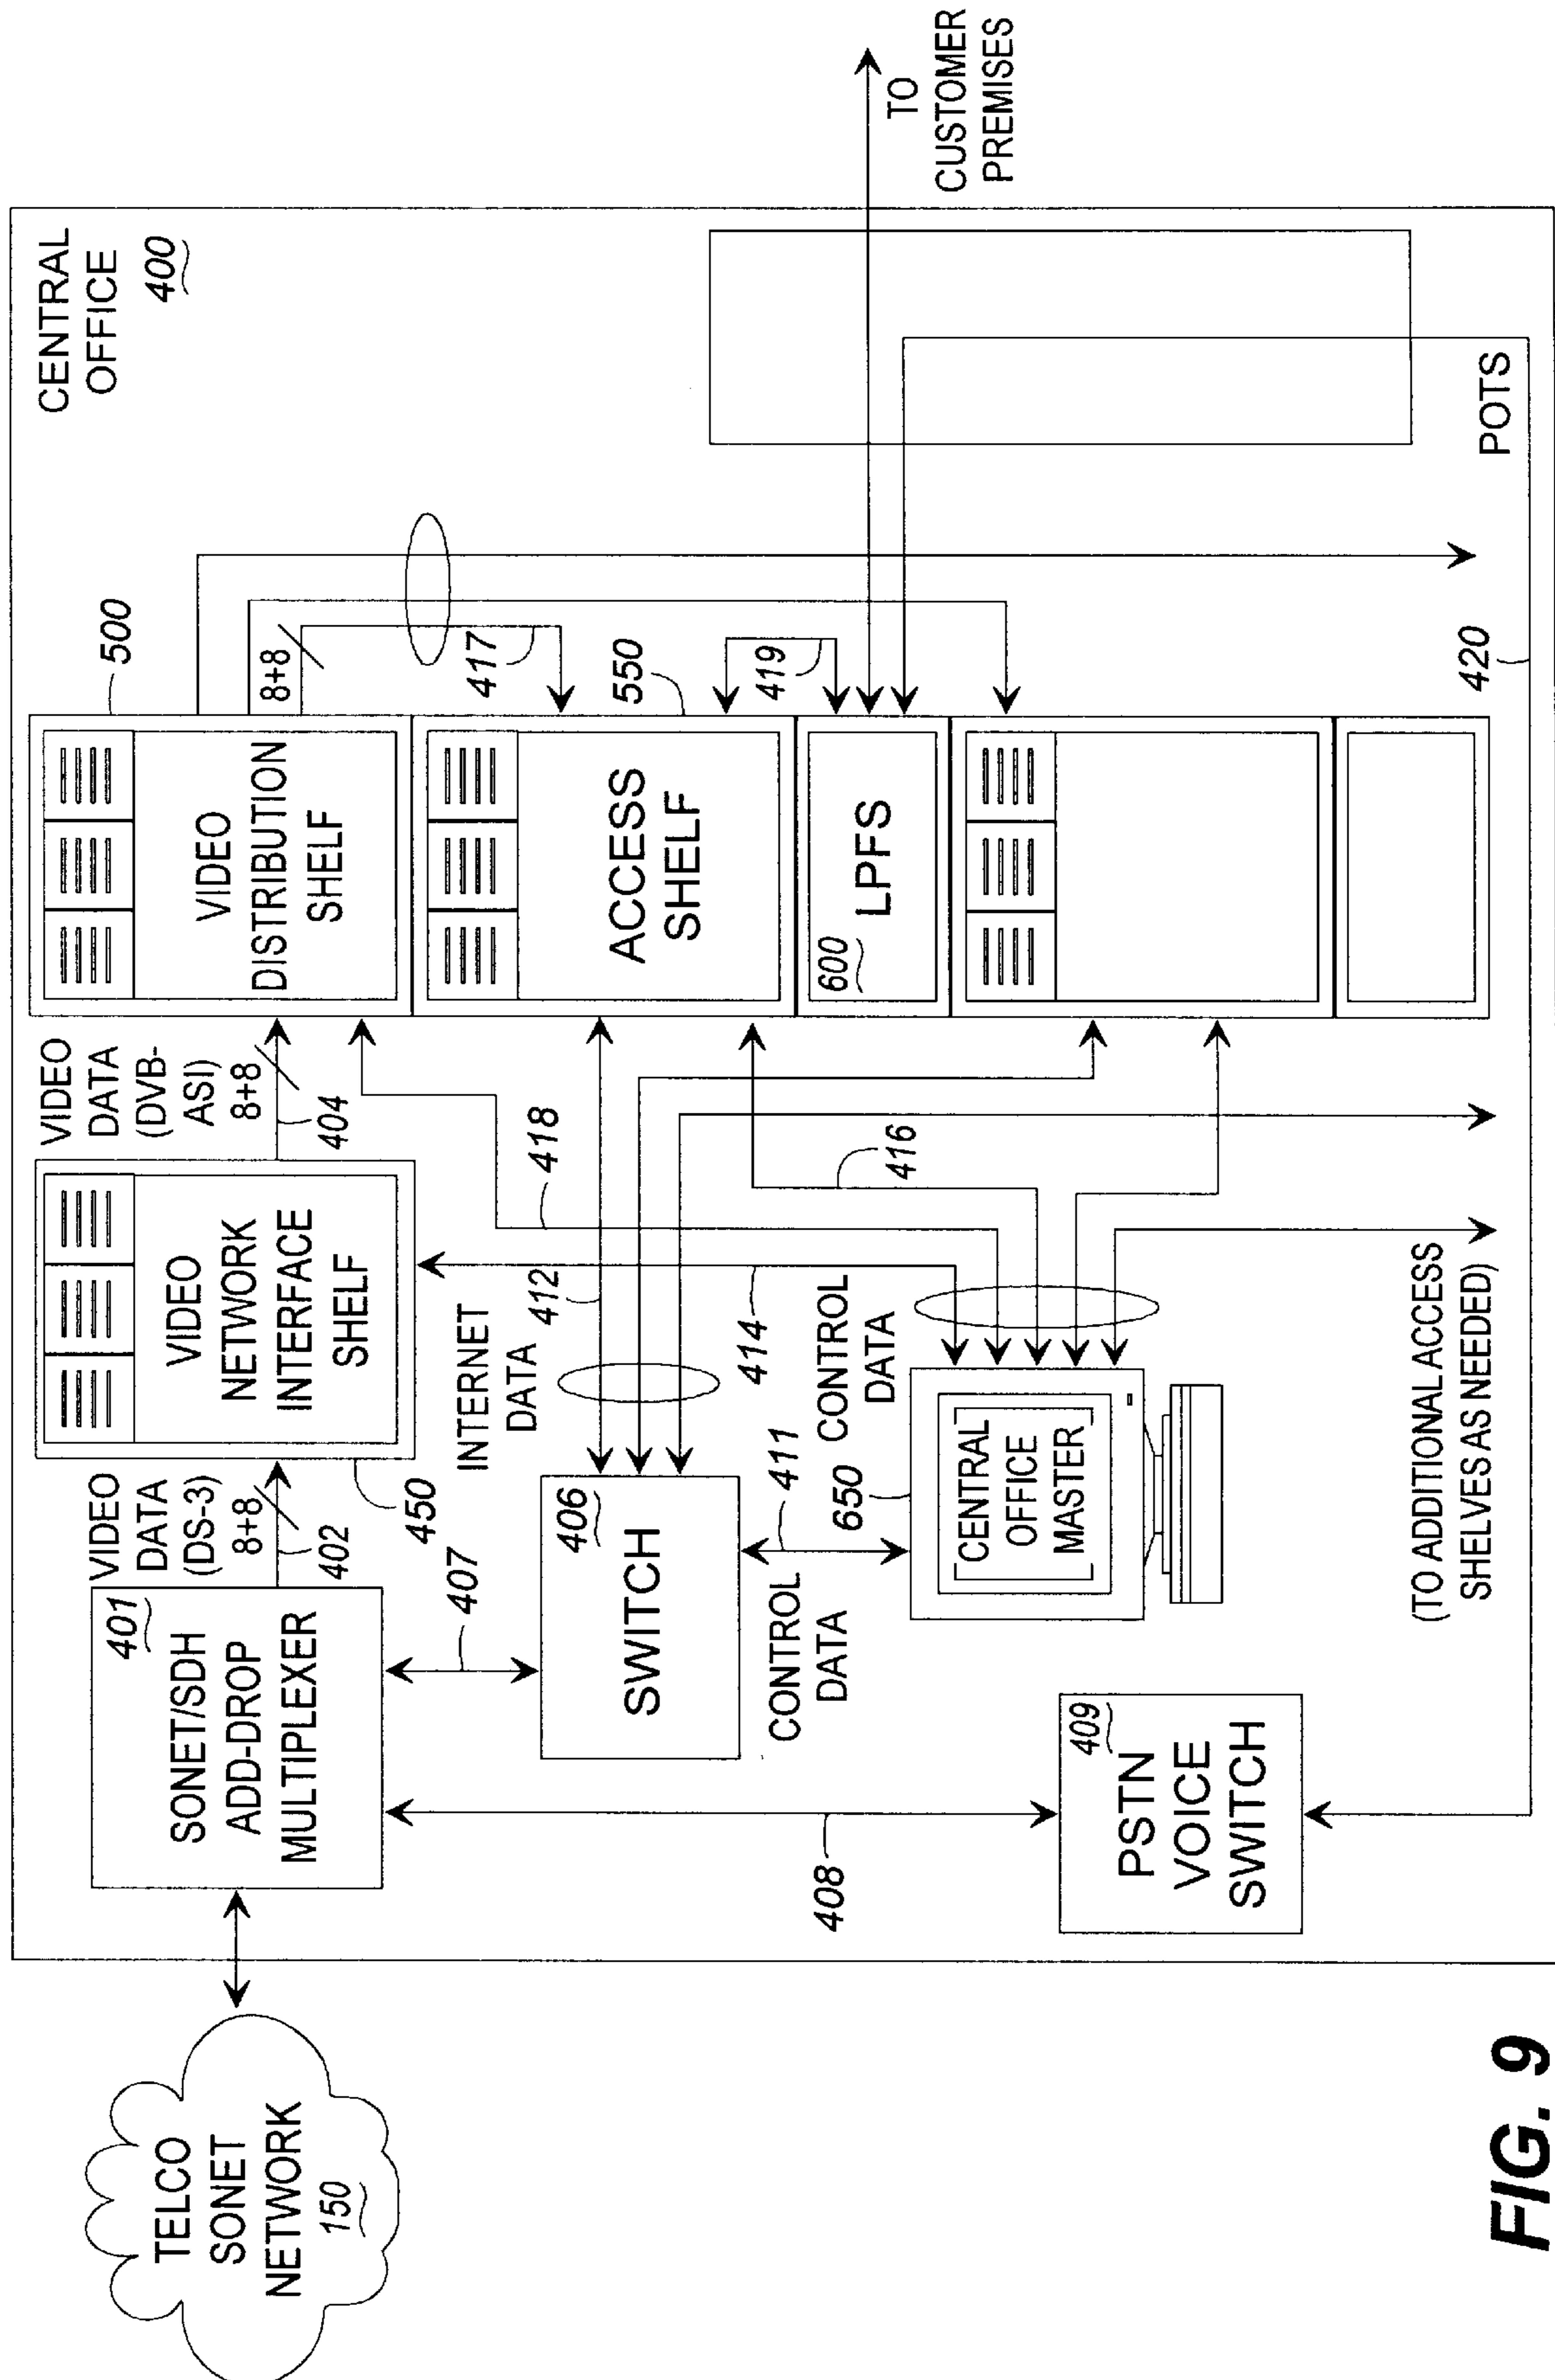 CENTRAL
OFFICE
400
TELCO
SONET
NETWORK
150
SONET/SDH
ADD-DROP
MULTIPLEXER
401
VIDEO
DATA
(DS-3)
8+8
402
450
VIDEO
NETWORK
INTERFACE
SHELF
VIDEO
DATA
(DVB-
ASI)
8+8
404
500
VIDEO
DISTRIBUTION
SHELF
8+8
417
407
406
SWITCH
INTERNET
DATA
412
418
550
ACCESS
SHELF
419
408
CONTROL
DATA
411
414
CONTROL
DATA
416
600
LPFS
TO
CUSTOMER
PREMISES
650
CENTRAL
OFFICE
MASTER
409
PSTN
VOICE
SWITCH
(TO ADDITIONAL ACCESS
SHELVES AS NEEDED)
420
POTS
FIG. 9